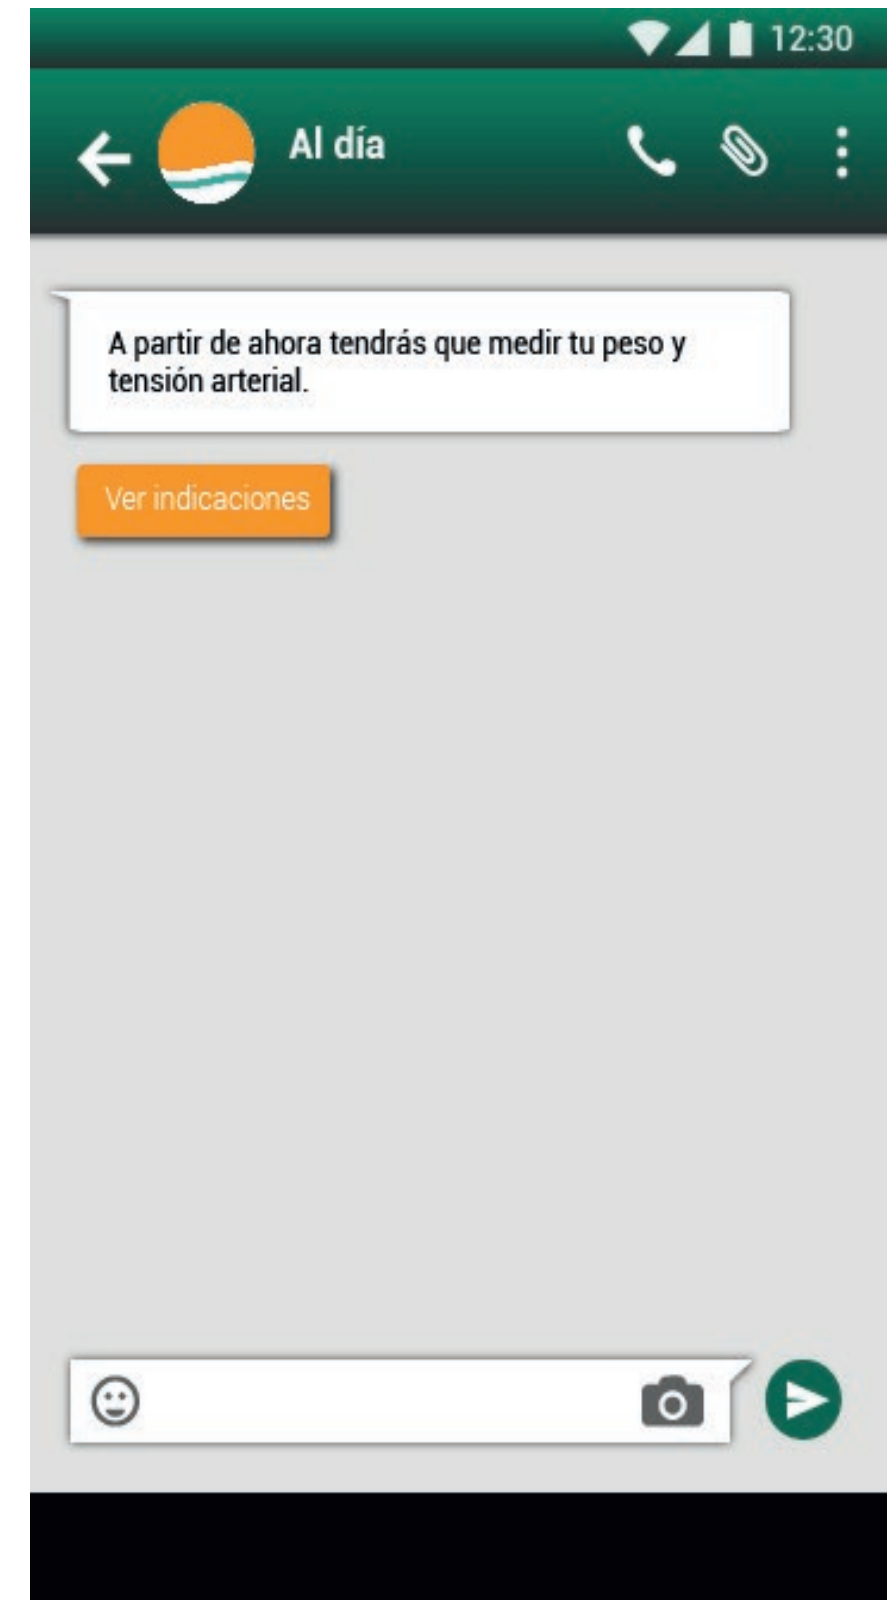 12:30
Al día
A partir de ahora tendrás que medir tu peso y
tensión arterial.
Ver indicaciones